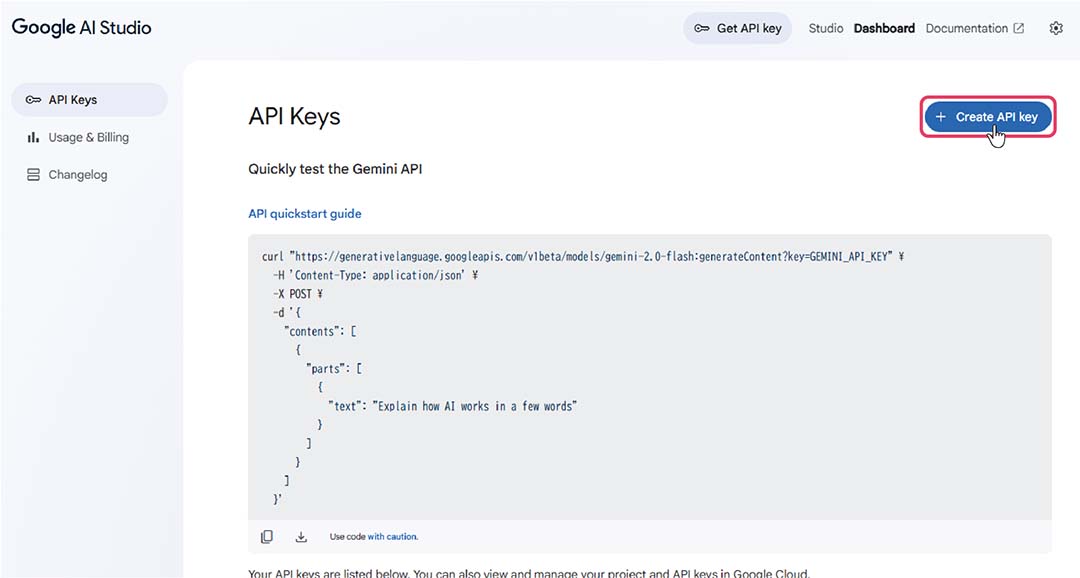 Google AI Studio
Get API key
Studio
Dashboard
Documentation
API Keys
Usage & Billing
Changelog
API Keys
+ Create API key
Quickly test the Gemini API
API quickstart guide
curl "https://generativelanguage.googleapis.com/v1beta/models/gemini-2.0-flash:generateContent?key=GEMINI_API_KEY" ¥
-H 'Content-Type: application/json' ¥
-X POST ¥
-d '{
"contents": [
{
"parts": [
{
"text": "Explain how AI works in a few words"
}
]
}
]
}'
Use code with caution.
Your API keys are listed below. You can also view and manage your project and API keys in Google Cloud.